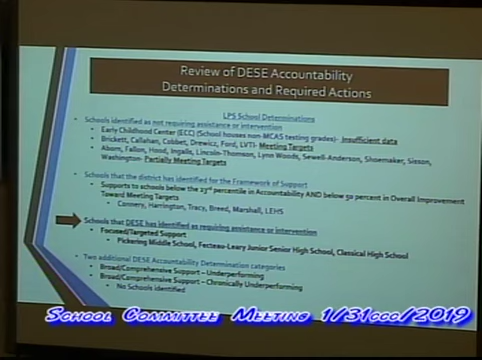 Review of DESE Accountability
Determinations and Required Actions
LPS School Determinations
Schools identified as not requiring assistance or intervention
Early Childhood Center (ECC) (School houses non-MCAS testing grades)- Insufficient data
Brickett, Callahan, Cobbet, Drewicz, Ford, LVTI- Meeting Targets
Aborn, Fallon, Hood, Ingalls, Lincoln-Thomson, Lynn Woods, Sewell-Anderson, Shoemaker, Sisson,
Washington- Partially Meeting Targets
Schools that the district has identified for the Framework of Support
Supports to schools below the percentile in Accountability AND below 50 percent in Overall Improvement
Toward Meeting Targets
Connery, Harrington, Tracy, Breed, Marshall, LEHS
Schools that DESE has identified as requiring assistance or intervention
Focused/Targeted Support
Pickering Middle School, Fecteau-Leary Junior Senior High School, Classical High School
Two additional DESE Accountability Determination categories
Broad/Comprehensive Support – Underperforming
Broad/Comprehensive Support – Chronically Underperforming
No Schools identified
School Committee Meeting 1/31ccc/2019